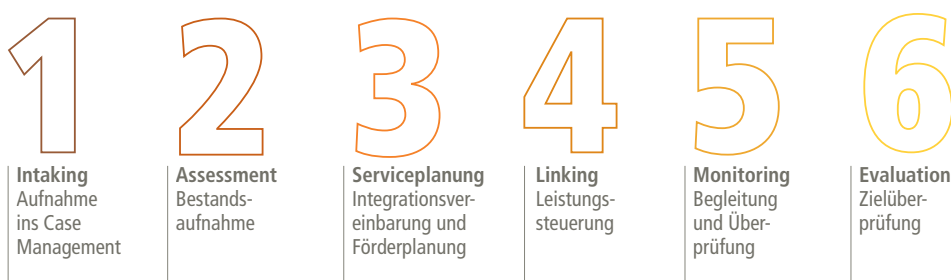 1
Intaking
Aufnahme
ins Case
Management
2
Assessment
Bestands-
aufnahme
3
Serviceplanung
Integrationsver-
einbarung und
Förderplanung
4
Linking
Leistungs-
steuerung
5
Monitoring
Begleitung
und Über-
prüfung
6
Evaluation
Zielüber-
prüfung